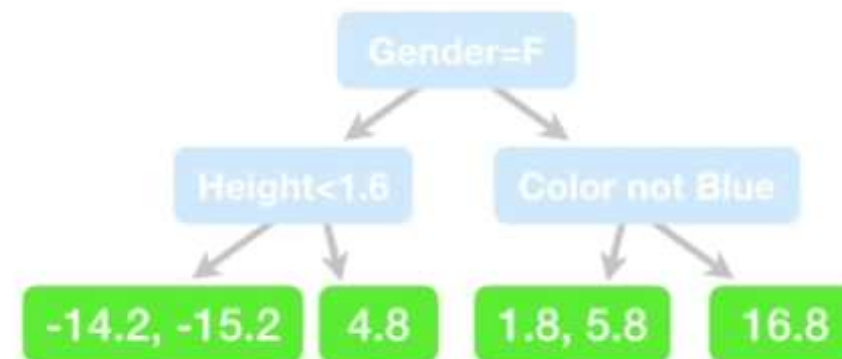 Gender=F
Height<1.6
Color not Blue
-14.2, -15.2
4.8
1.8, 5.8
16.8